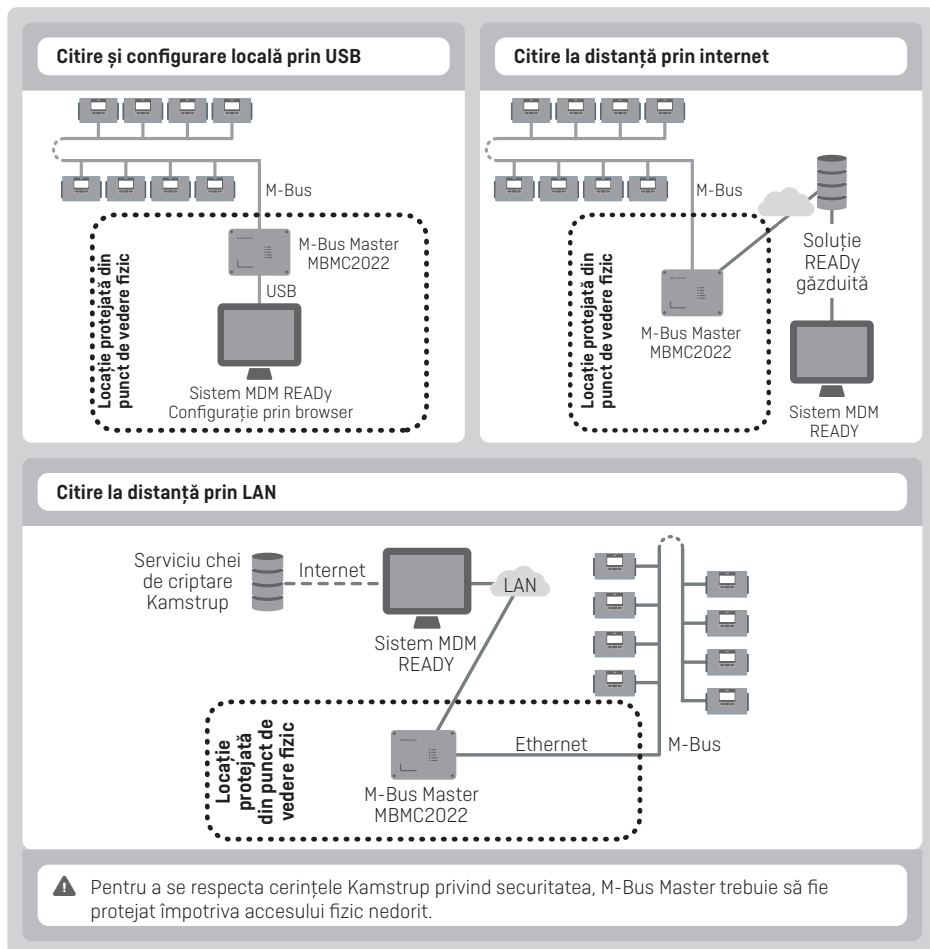 Citire și configurare locală prin USB
M-Bus
Locație protejată din
punct de vedere fizic
M-Bus Master
MBMC2022
USB
Sistem MDM READy
Configurație prin browser
Citire la distanță prin internet
M-Bus
Locație protejată din
punct de vedere fizic
M-Bus Master
MBMC2022
Soluție
READy
găzduită
Sistem MDM
READY
Citire la distanță prin LAN
Serviciu chei
de criptare
Kamstrup
Internet
LAN
Sistem MDM
READY
Locație
protejată
din punct de
vedere fizic
Ethernet
M-Bus
M-Bus Master
MBMC2022
Pentru a se respecta cerințele Kamstrup privind securitatea, M-Bus Master trebuie să fie
protejat împotriva accesului fizic nedorit.